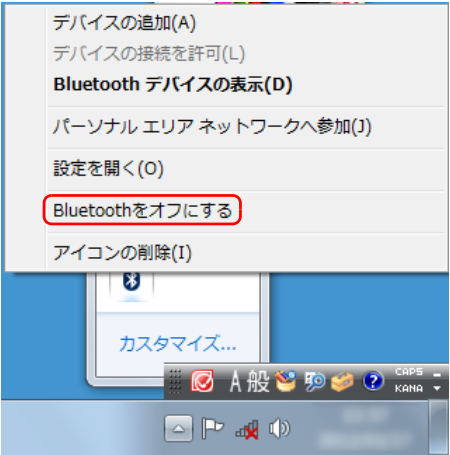 デバイスの追加(A)
デバイスの接続を許可(L)
Bluetooth デバイスの表示(D)
パーソナル エリア ネットワークへ参加(J)
設定を開く(O)
Bluetoothをオフにする
アイコンの削除(I)
カスタマイズ...
A 般
CAPS
KANA